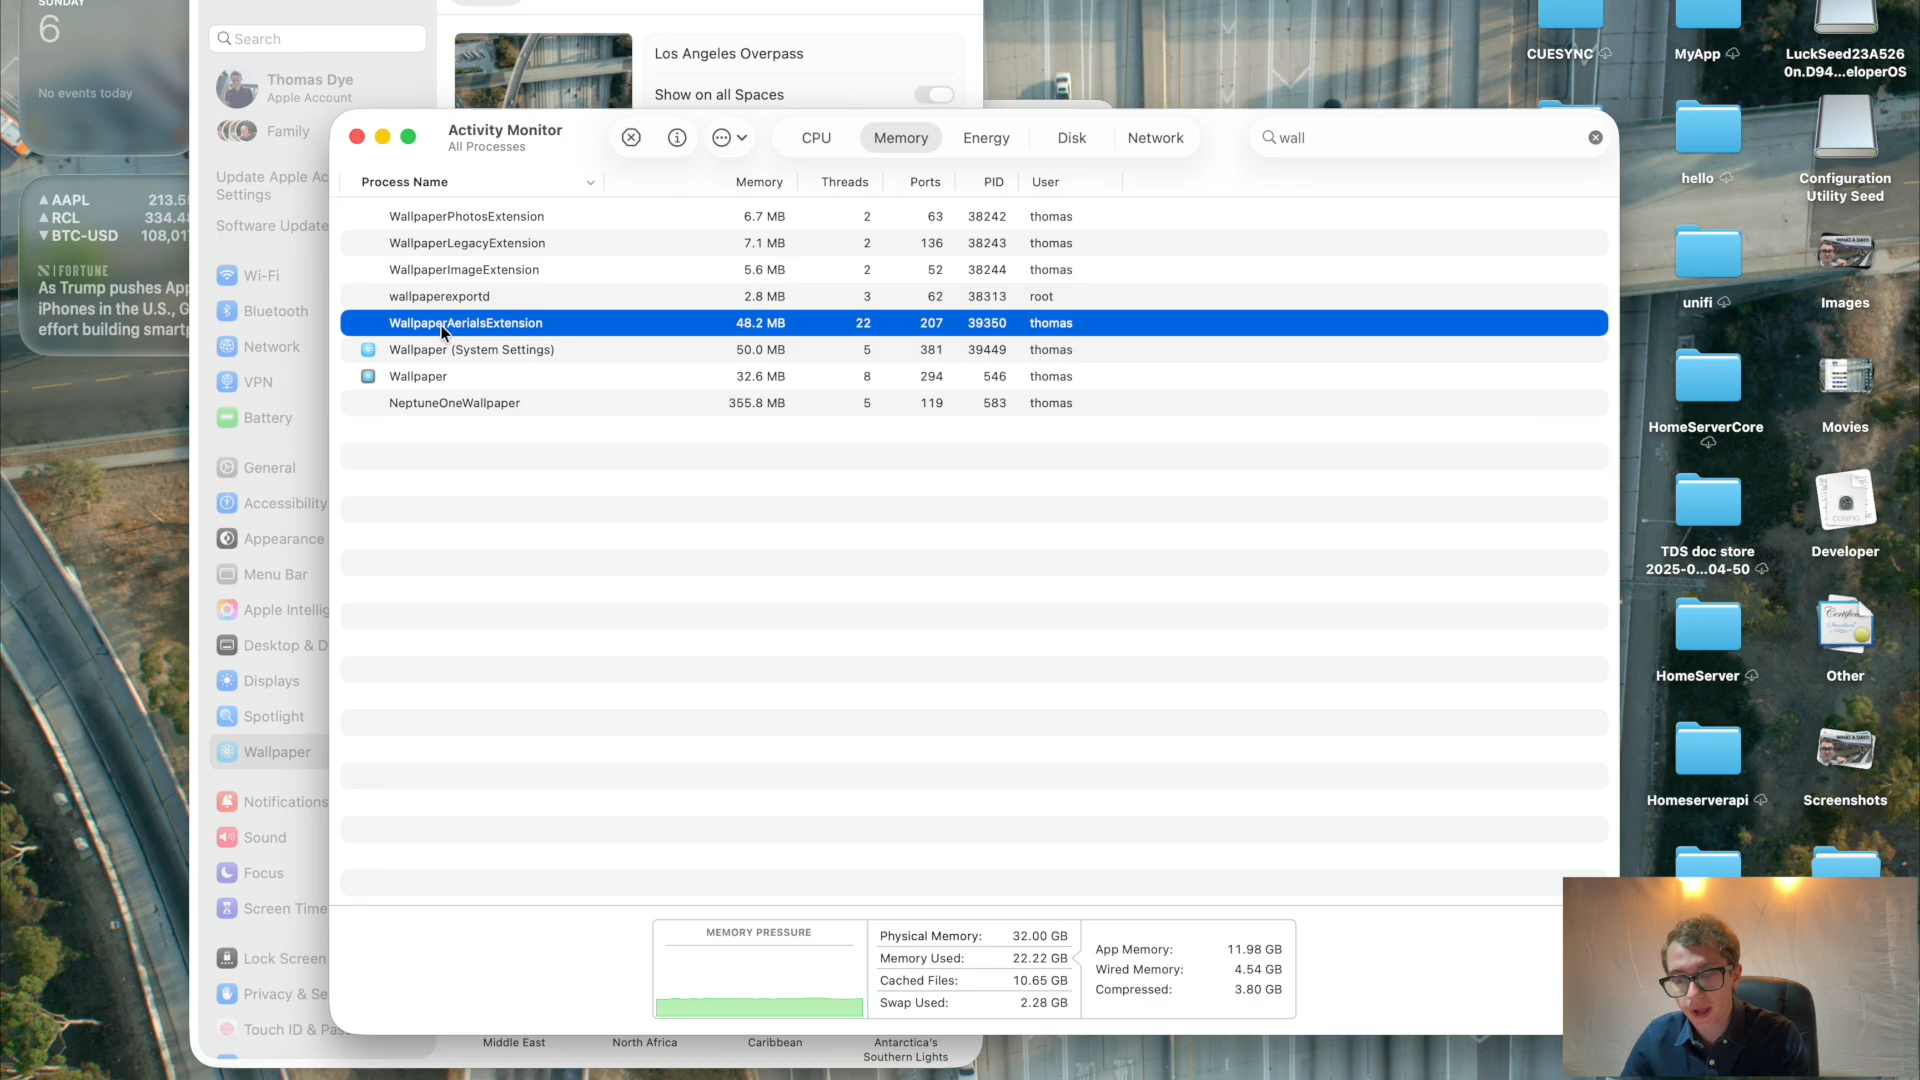 SUNDAY
6
No events today
AAPL 213.5
RCL 334.4
BTC-USD 108,01
FORTUNE
As Trump pushes App
iPhones in the U.S., G
effort building smartp
Search
Thomas Dye
Apple Account
Family
Update Apple Ac
Settings
Software Update
Wi-Fi
Bluetooth
Network
VPN
Battery
General
Accessibility
Appearance
Menu Bar
Apple Intellig
Desktop & D
Displays
Spotlight
Wallpaper
Notifications
Sound
Focus
Screen Time
Lock Screen
Privacy & Se
Touch ID & Pa
Los Angeles Overpass
Show on all Spaces
Activity Monitor
All Processes
CPU
Memory
Energy
Disk
Network
wall
Process Name Memory Threads Ports PID User
WallpaperPhotosExtension 6.7 MB 2 63 38242 thomas
WallpaperLegacyExtension 7.1 MB 2 136 38243 thomas
WallpaperImageExtension 5.6 MB 2 52 38244 thomas
wallpaperexportd 2.8 MB 3 62 38313 root
WallpaperAerialsExtension 48.2 MB 22 207 39350 thomas
Wallpaper (System Settings) 50.0 MB 5 381 39449 thomas
Wallpaper 32.6 MB 8 294 546 thomas
NeptuneOneWallpaper 355.8 MB 5 119 583 thomas
MEMORY PRESSURE
Physical Memory: 32.00 GB
Memory Used: 22.22 GB
Cached Files: 10.65 GB
Swap Used: 2.28 GB
App Memory: 11.98 GB
Wired Memory: 4.54 GB
Compressed: 3.80 GB
Middle East
North Africa
Caribbean
Antarctica's
Southern Lights
CUESYNC
MyApp
LuckSeed23A526
0n.D94...eloperOS
hello
Configuration
Utility Seed
unifi
Images
HomeServerCore
Movies
CONFIG
TDS doc store
2025-0...04-50
Developer
Certificate
Standard
HomeServer
Other
WHAT A DAY!
Homeserverapi
Screenshots